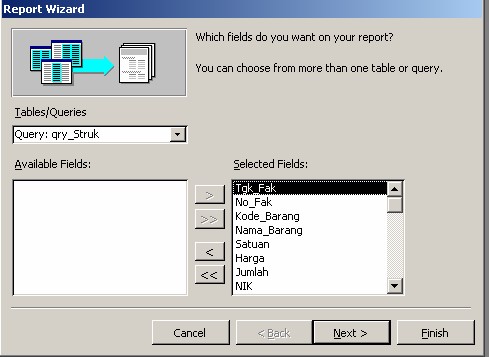 Report Wizard
Which fields do you want on your report?
You can choose from more than one table or query.
Tables/Queries
Query: qry_Struk
Available Fields:
Selected Fields:
Tgk_Fak
No_Fak
Kode_Barang
Nama_Barang
Satuan
Harga
Jumlah
NIK
>
>>
<
<<
Cancel
< Back
Next >
Finish